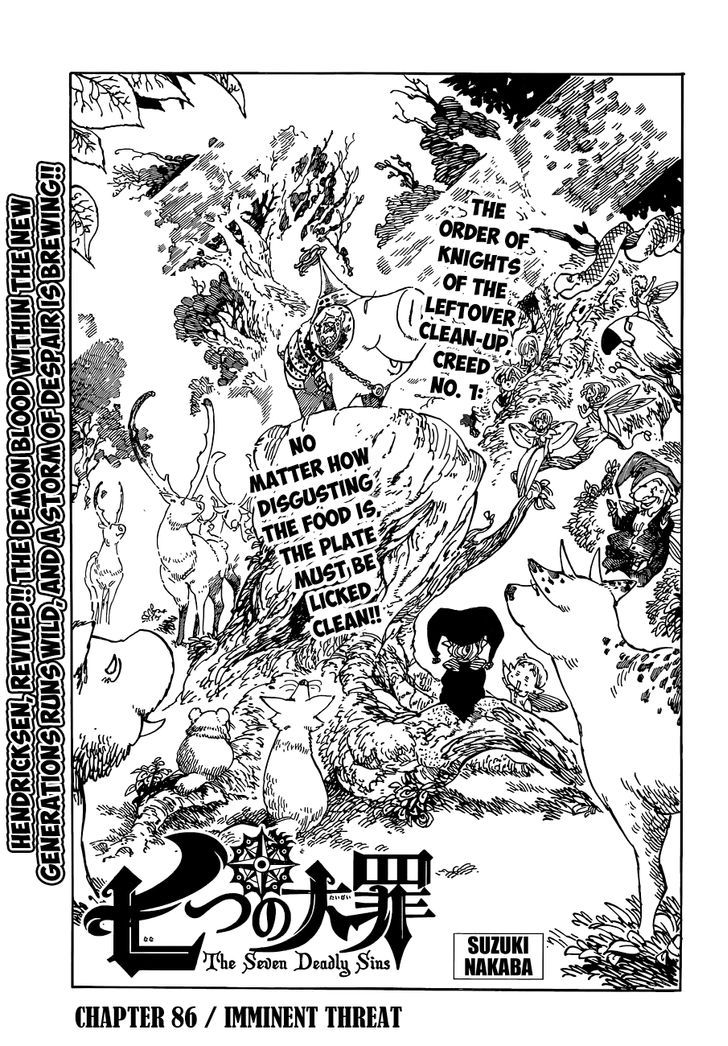 HENDRICKSEN, REVIVED!! THE DEMON BLOOD WITHIN THE NEW
GENERATIONS RUNS WILD, AND A STORM OF DESPAIR IS BREWING!!
THE
ORDER OF
KNIGHTS
OF THE
LEFTOVER
CLEAN-UP,
CREED
NO. 1:
NO
MATTER HOW
DISGUSTING
THE FOOD IS,
THE PLATE
MUST BE
LICKED
CLEAN!!
七つの大罪
The Seven Deadly Sins
SUZUKI
NAKABA
CHAPTER 86 / IMMINENT THREAT